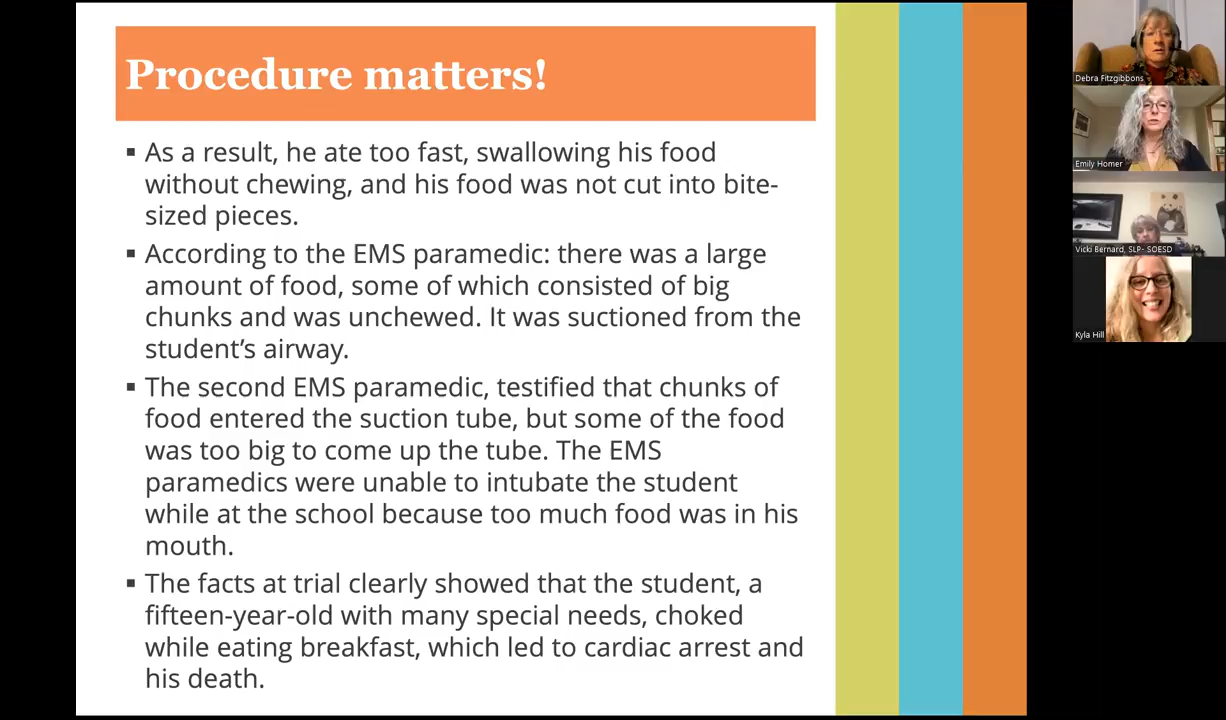 Procedure matters!
▪ As a result, he ate too fast, swallowing his food
without chewing, and his food was not cut into bite-
sized pieces.
▪ According to the EMS paramedic: there was a large
amount of food, some of which consisted of big
chunks and was unchewed. It was suctioned from the
student’s airway.
▪ The second EMS paramedic, testified that chunks of
food entered the suction tube, but some of the food
was too big to come up the tube. The EMS
paramedics were unable to intubate the student
while at the school because too much food was in his
mouth.
▪ The facts at trial clearly showed that the student, a
fifteen-year-old with many special needs, choked
while eating breakfast, which led to cardiac arrest and
his death.
Debra Fitzgibbons
Emily Homer
Vicki Bernard, SLP- SOESD
Kyla Hill